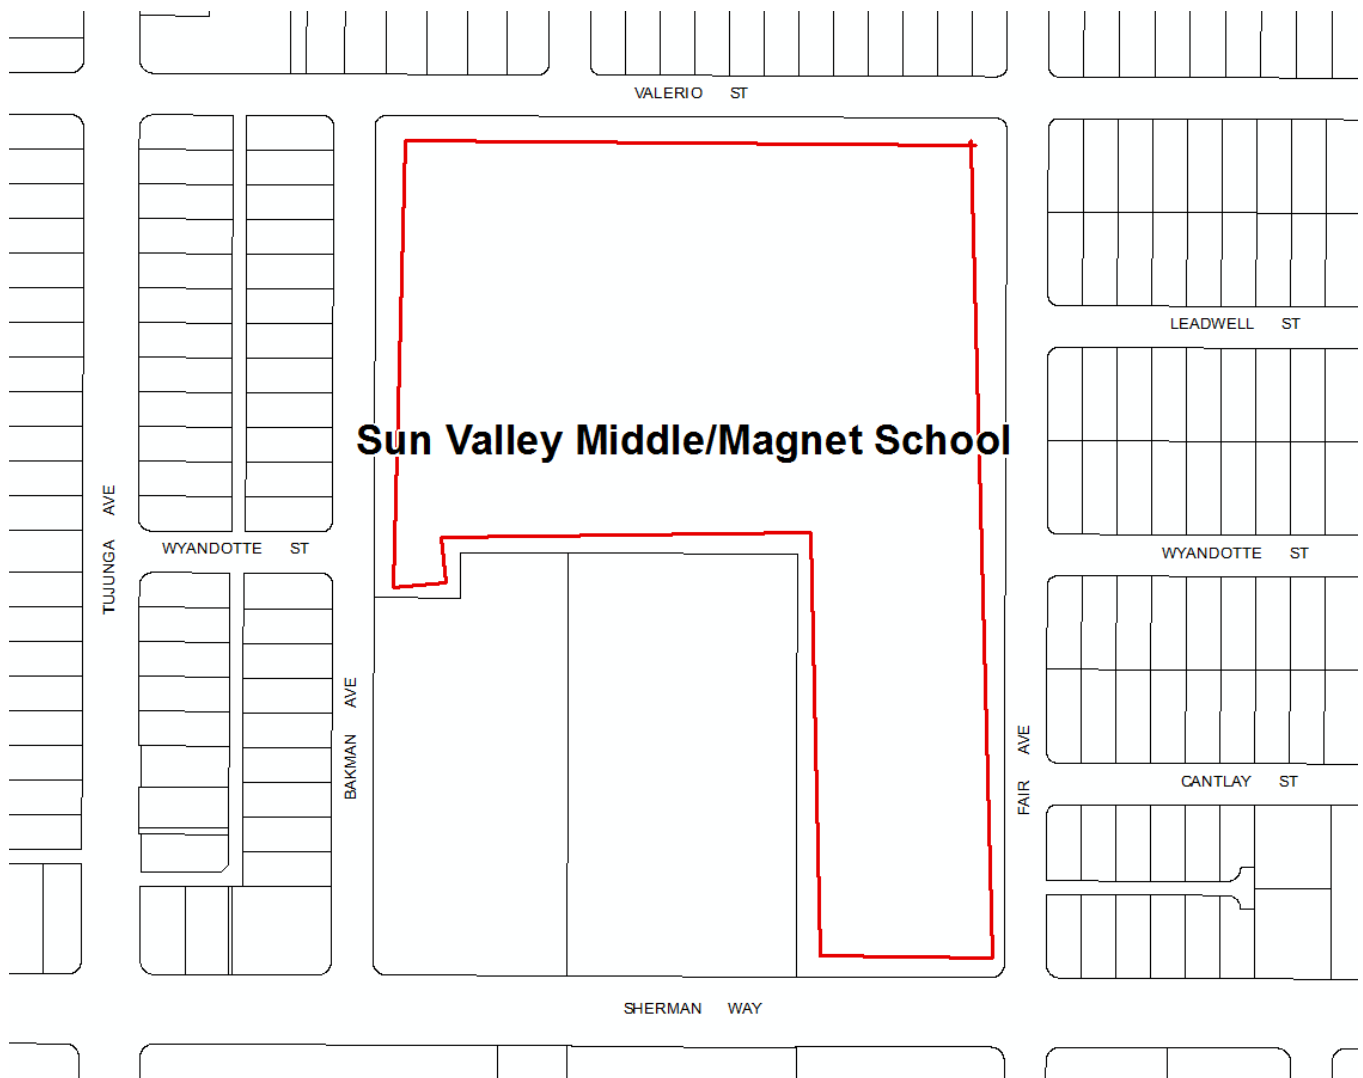 VALERIO ST
LEADWELL ST
Sun Valley Middle/Magnet School
TUJUNGA AVE
WYANDOTTE ST
WYANDOTTE ST
BAKMAN AVE
FAIR AVE
CANTLAY ST
SHERMAN WAY